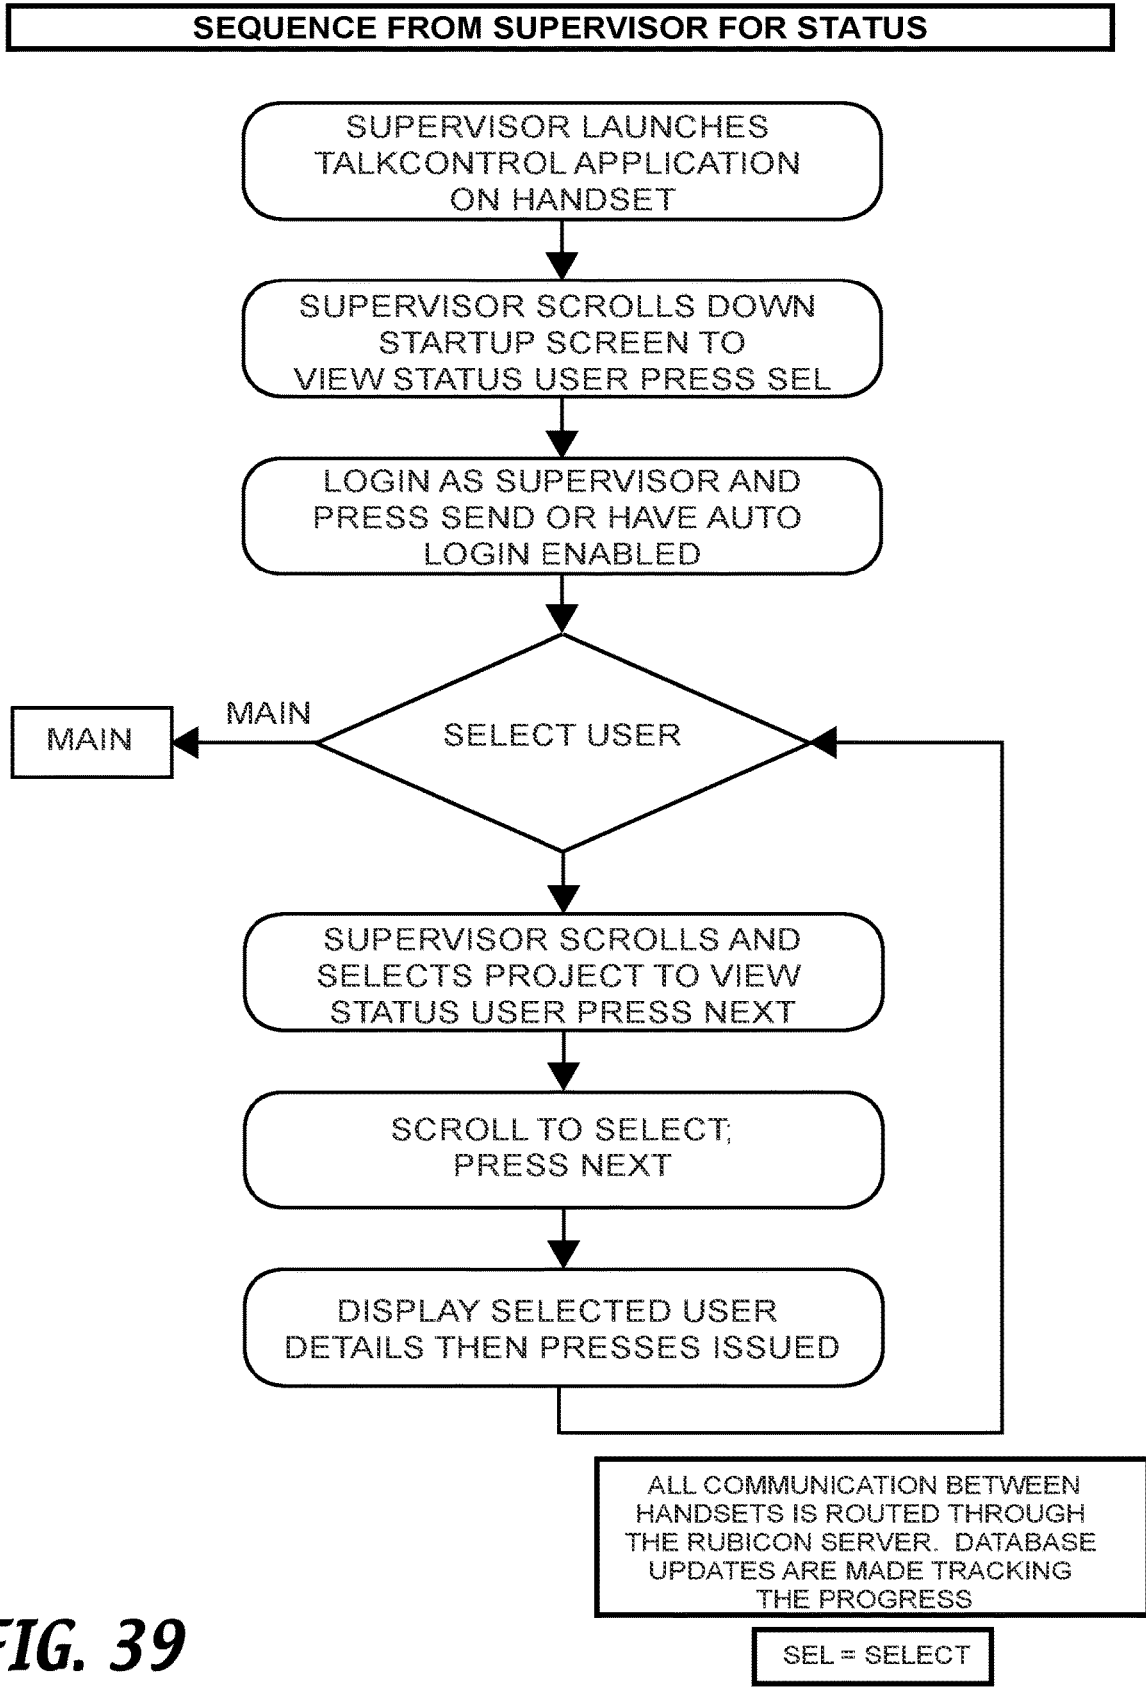 SEQUENCE FROM SUPERVISOR FOR STATUS
SUPERVISOR LAUNCHES
TALKCONTROL APPLICATION
ON HANDSET
SUPERVISOR SCROLLS DOWN
STARTUP SCREEN TO
VIEW STATUS USER PRESS SEL
LOGIN AS SUPERVISOR AND
PRESS SEND OR HAVE AUTO
LOGIN ENABLED
MAIN
MAIN
SELECT USER
SUPERVISOR SCROLLS AND
SELECTS PROJECT TO VIEW
STATUS USER PRESS NEXT
SCROLL TO SELECT;
PRESS NEXT
DISPLAY SELECTED USER
DETAILS THEN PRESSES ISSUED
ALL COMMUNICATION BETWEEN
HANDSETS IS ROUTED THROUGH
THE RUBICON SERVER. DATABASE
UPDATES ARE MADE TRACKING
THE PROGRESS
FIG. 39
SEL = SELECT